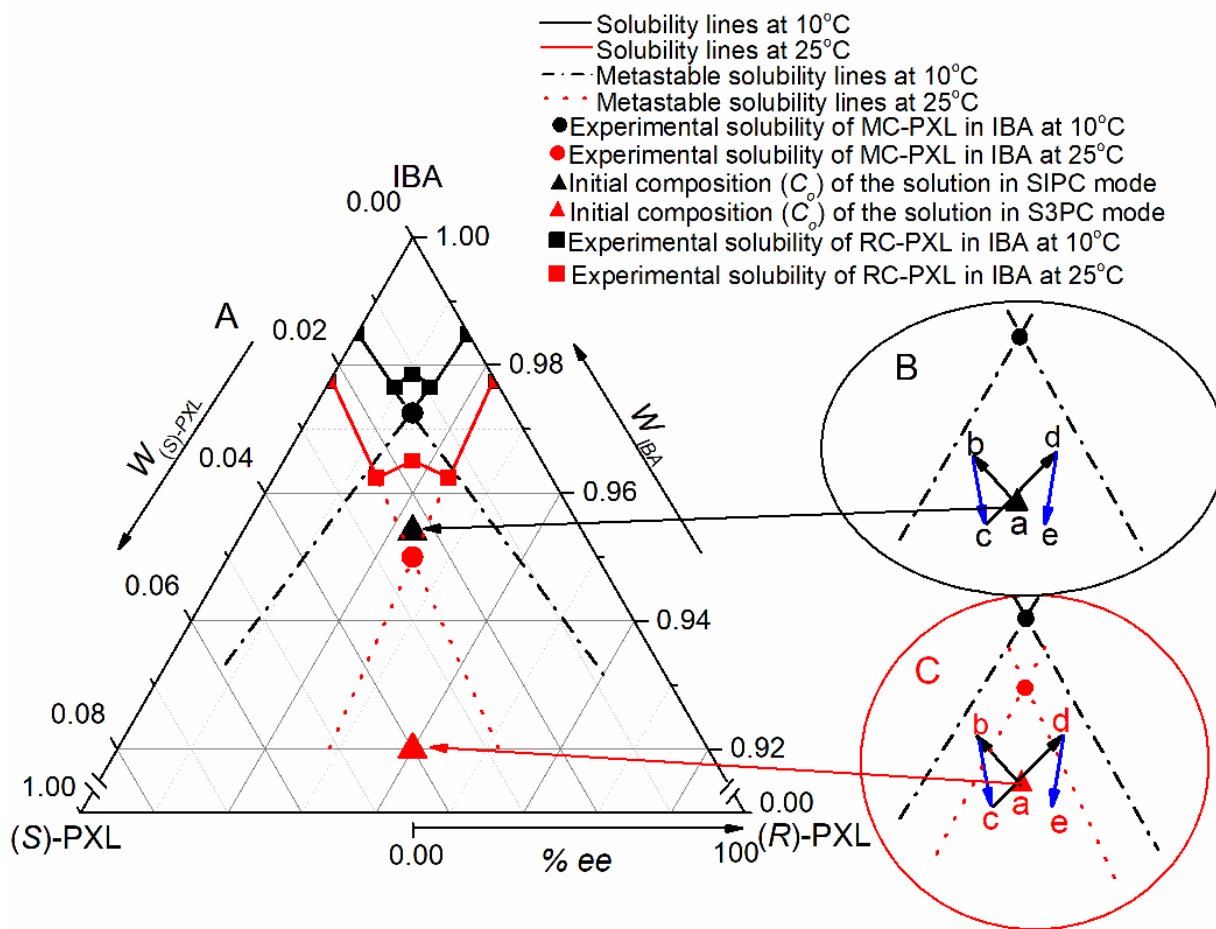 Solubility lines at 10°C
Solubility lines at 25°C
Metastable solubility lines at 10°C
Metastable solubility lines at 25°C
Experimental solubility of MC-PXL in IBA at 10°C
Experimental solubility of MC-PXL in IBA at 25°C
Initial composition (Co) of the solution in SIPC mode
Initial composition (Co) of the solution in S3PC mode
Experimental solubility of RC-PXL in IBA at 10°C
Experimental solubility of RC-PXL in IBA at 25°C
IBA
0.00
1.00
A
0.02
0.98
W(S)-PXL
WIBA
0.04
0.96
0.06
0.94
0.08
0.92
1.00
0.00
(S)-PXL
(R)-PXL
0.00
% ee
100
B
b
d
a
c
e
C
b
d
a
c
e